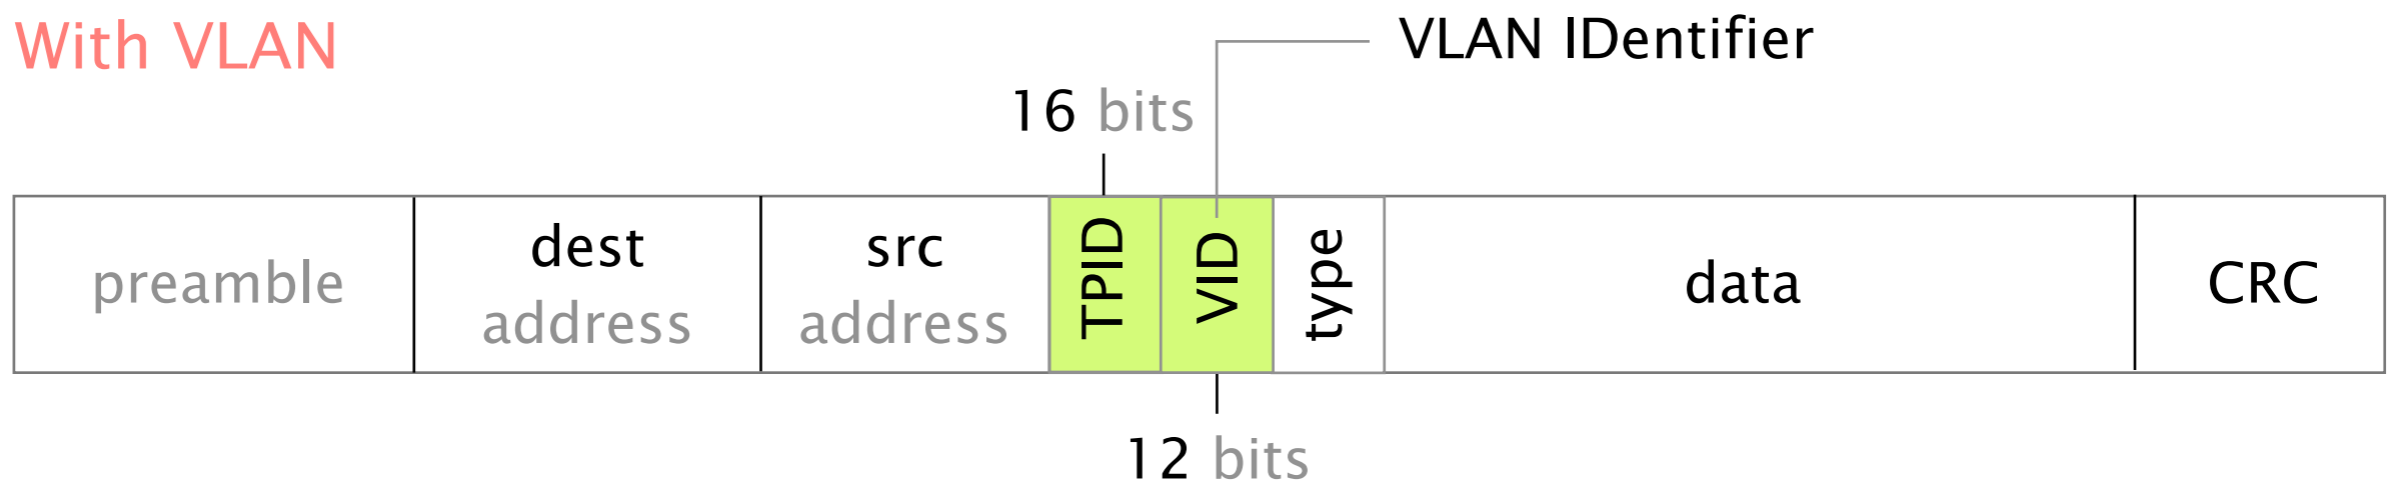 With VLAN
VLAN IDentifier
16 bits
preamble
dest
address
src
address
TPID
VID
type
data
CRC
12 bits